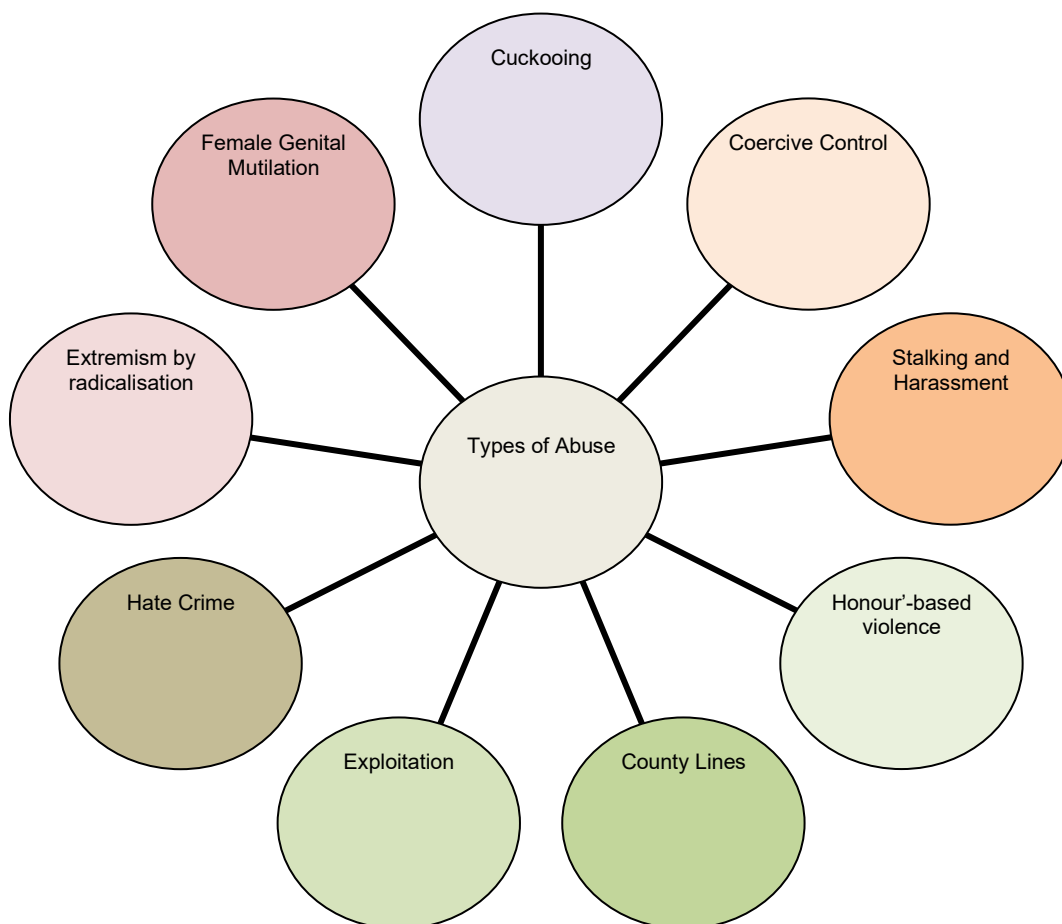 Cuckooing
Female Genital
Mutilation
Coercive Control
Extremism by
radicalisation
Stalking and
Harassment
Types of Abuse
Hate Crime
Honour’-based
violence
Exploitation
County Lines